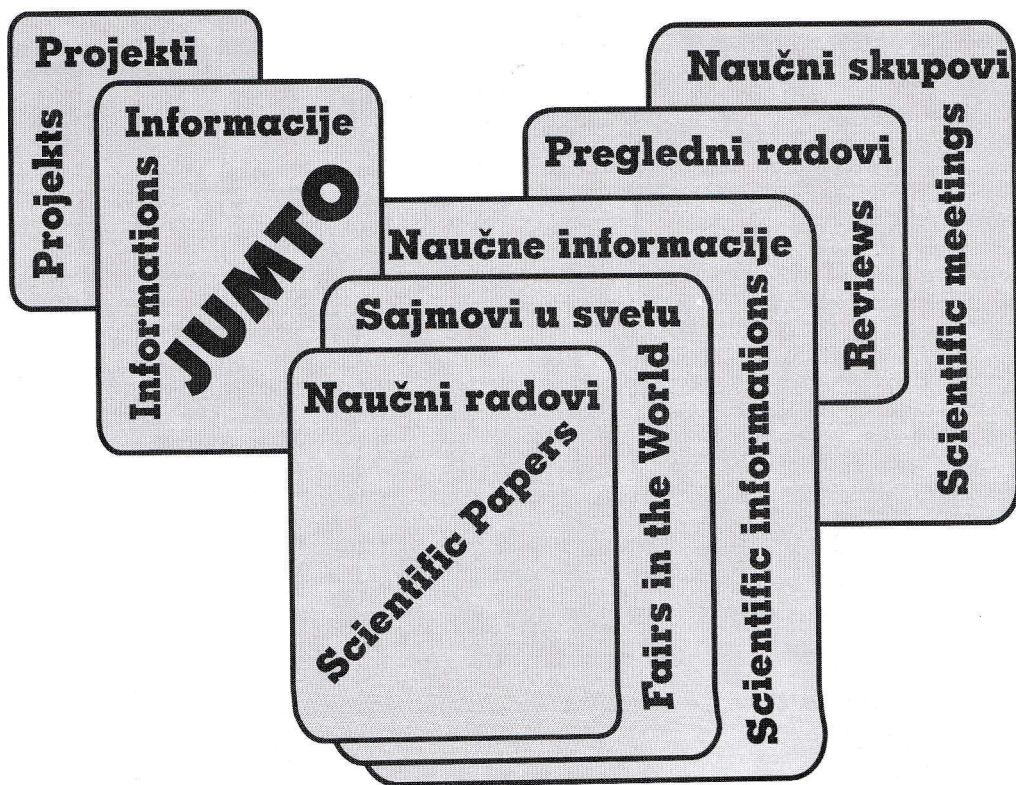 Projekti
Projekts
Informacije
Informations
JUMTO
Naučni skupovi
Scientific meetings
Pregledni radovi
Reviews
Naučne informacije
Scientific informations
Sajmovi u svetu
Fairs in the World
Naučni radovi
Scientific Papers